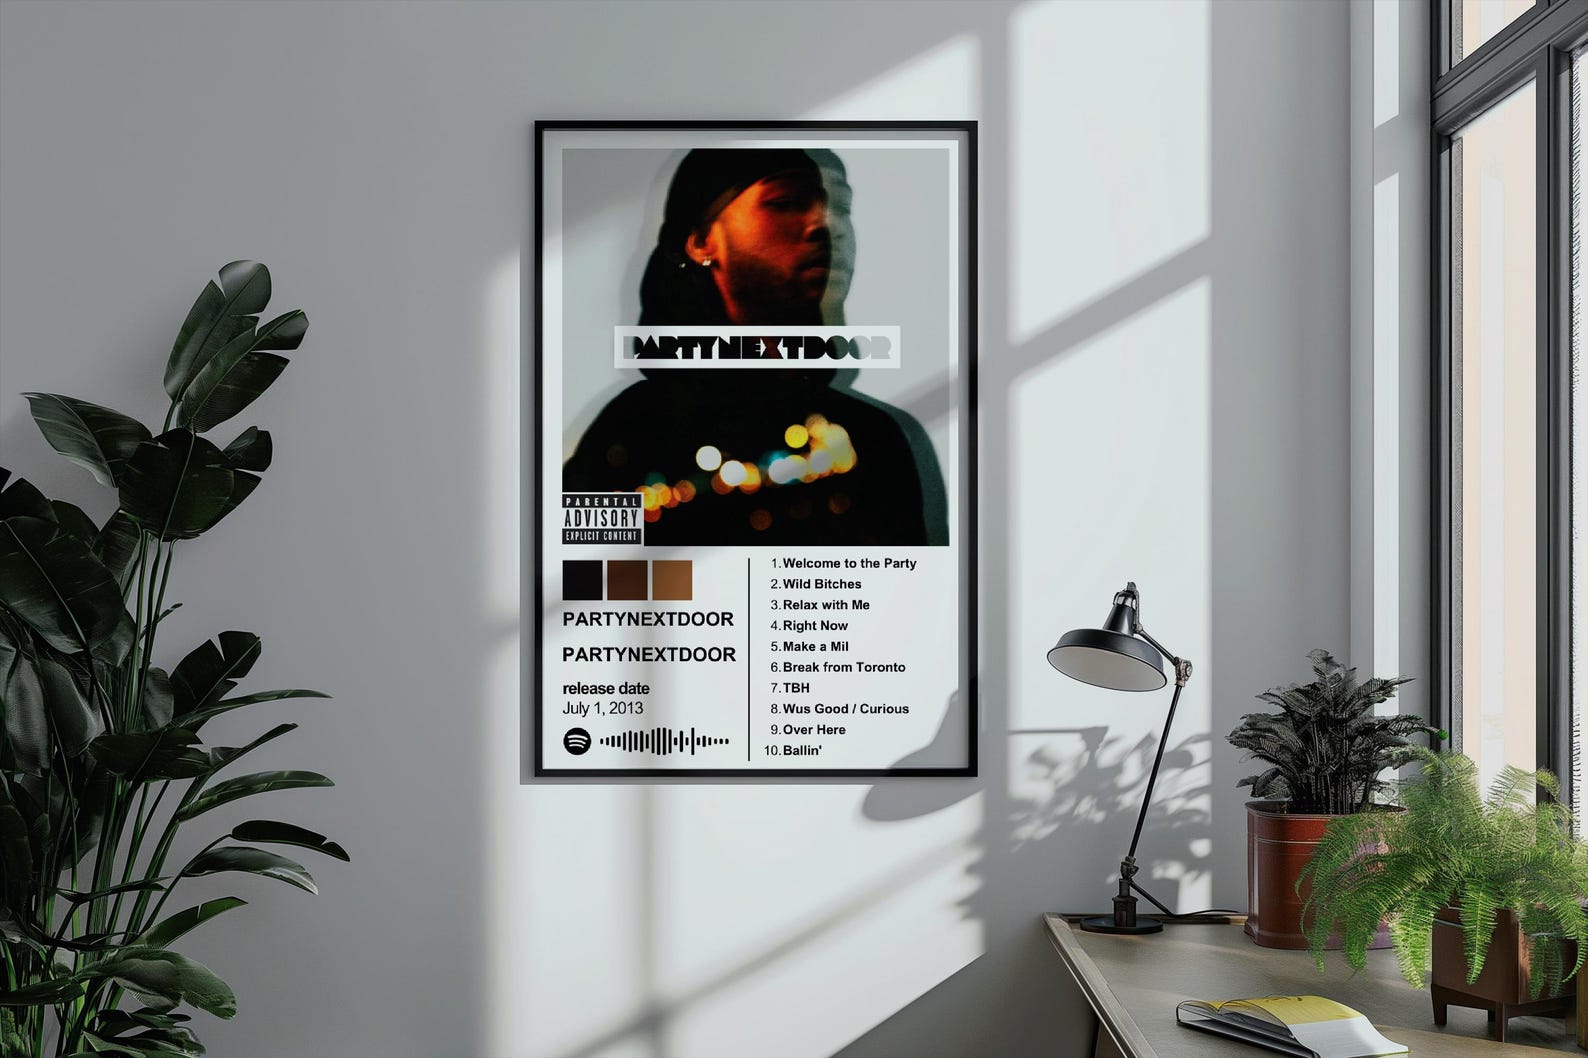 PARTYNEXTDOOR
PARENTAL
ADVISORY
EXPLICIT CONTENT
PARTYNEXTDOOR
PARTYNEXTDOOR
release date
July 1, 2013
1. Welcome to the Party
2. Wild Bitches
3. Relax with Me
4. Right Now
5. Make a Mil
6. Break from Toronto
7. TBH
8. Wus Good / Curious
9. Over Here
10. Ballin'